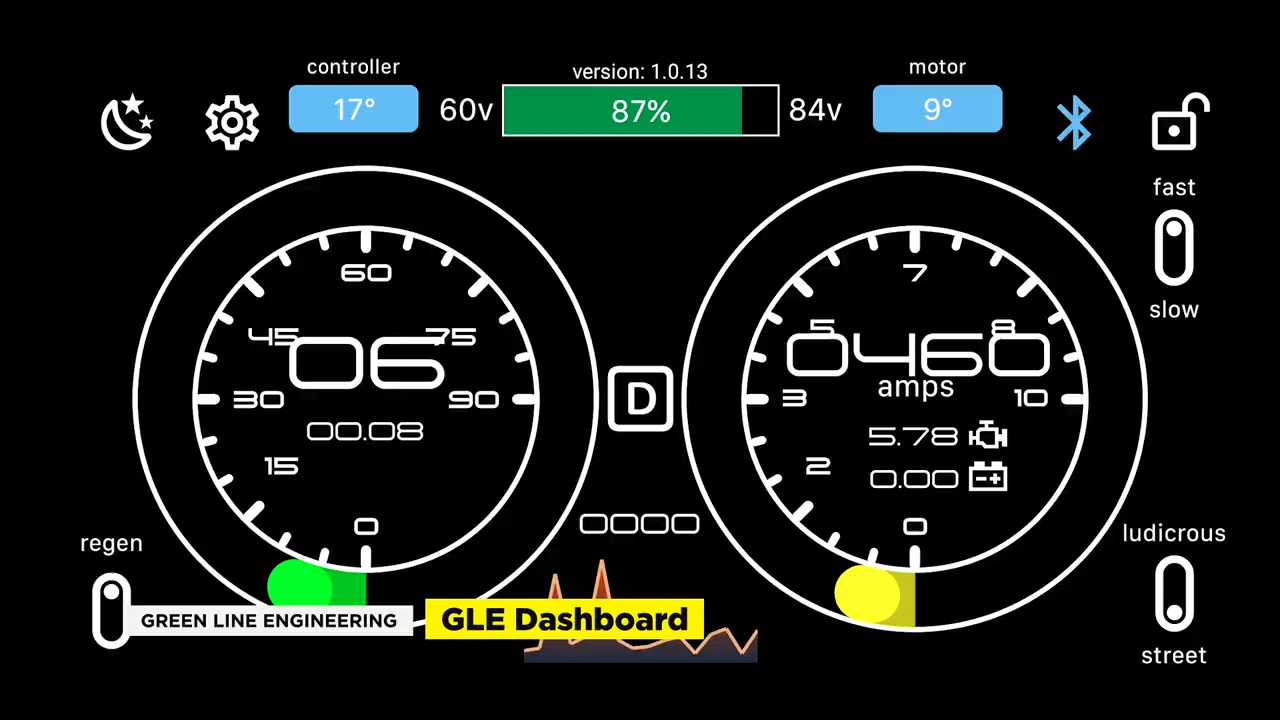 controller
version: 1.0.13
motor
17°
60v
87%
84v
9°
fast
slow
60
45
75
06
30
90
00.08
15
0
D
7
5
8
0460
amps
3
10
5.78
2
0.00
0
0000
regen
ludicrous
street
GREEN LINE ENGINEERING
GLE Dashboard